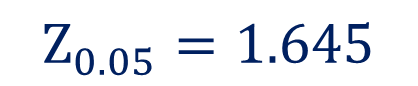 Z₀.₀₅ = 1.645